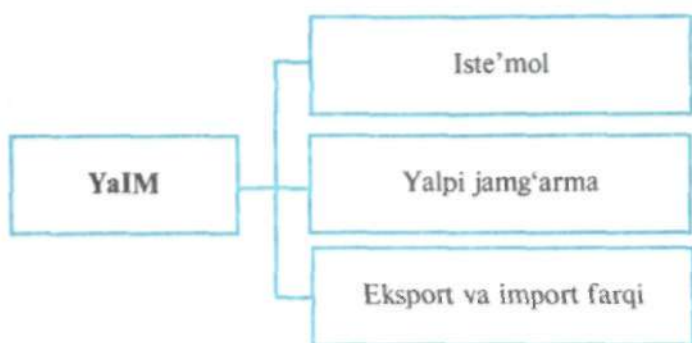 Iste’mol
YaIM
Yalpi jamg‘arma
Eksport va import farqi